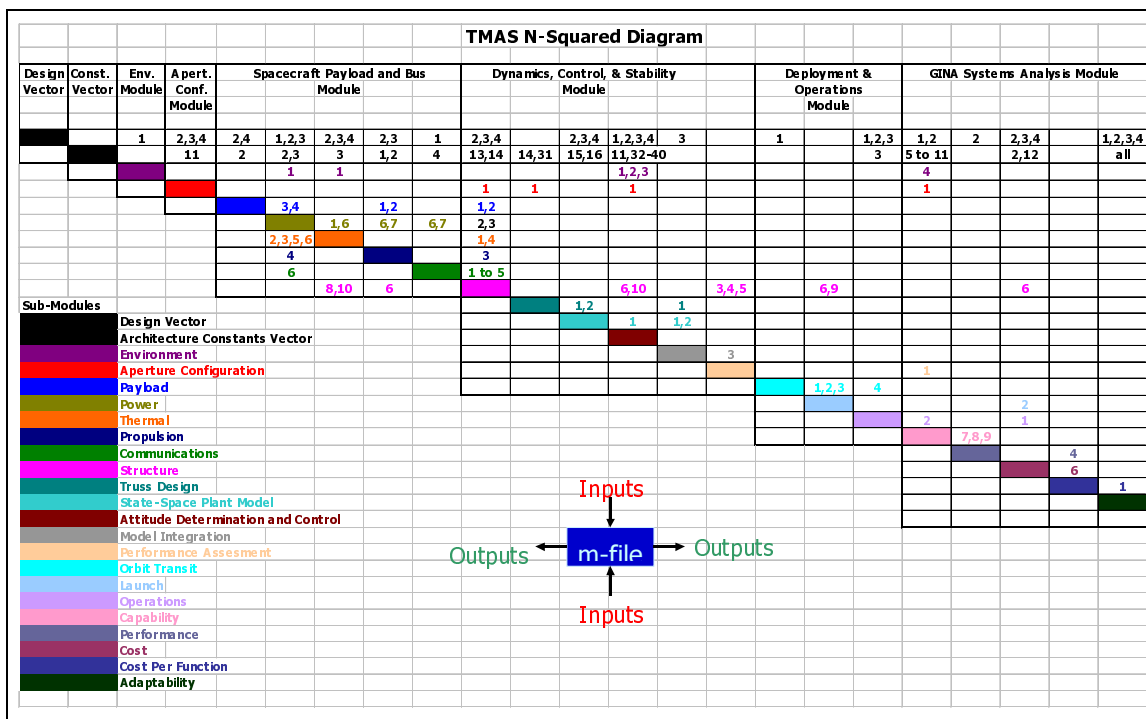 TMAS N-Squared Diagram
Design Const. Env. Apert. Spacecraft Payload and Bus Dynamics, Control, & Stability Deployment & GINA Systems Analysis Module
Vector Vector Module Conf. Module Module Operations
Module Module
1 2,3,4 2,4 1,2,3 2,3,4 2,3 1 2,3,4 2,3,4 1,2,3,4 3 1 1,2,3 1,2 2 2,3,4 1,2,3,4
11 2 2,3 3 1,2 4 13,14 14,31 15,16 11,32-40 3 5 to 11 2,12 all
1 1 1,2,3 4
1 1 1 1
3,4 1,2 1,2
1,6 6,7 6,7 2,3
2,3,5,6 1,4
4 3
6 1 to 5
8,10 6 6,10 3,4,5 6,9 6
Sub-Modules 1,2 1
Design Vector 1 1,2
Architecture Constants Vector
Environment 3
Aperture Configuration 1
Payload 1,2,3 4
Power 2
Thermal 2 1
Propulsion 7,8,9
Communications 4
Structure 6
Truss Design 1
State-Space Plant Model
Attitude Determination and Control
Model Integration
Performance Assesment
Orbit Transit
Launch
Operations
Capability
Performance
Cost
Cost Per Function
Adaptability
Inputs
Outputs m-file Outputs
Inputs